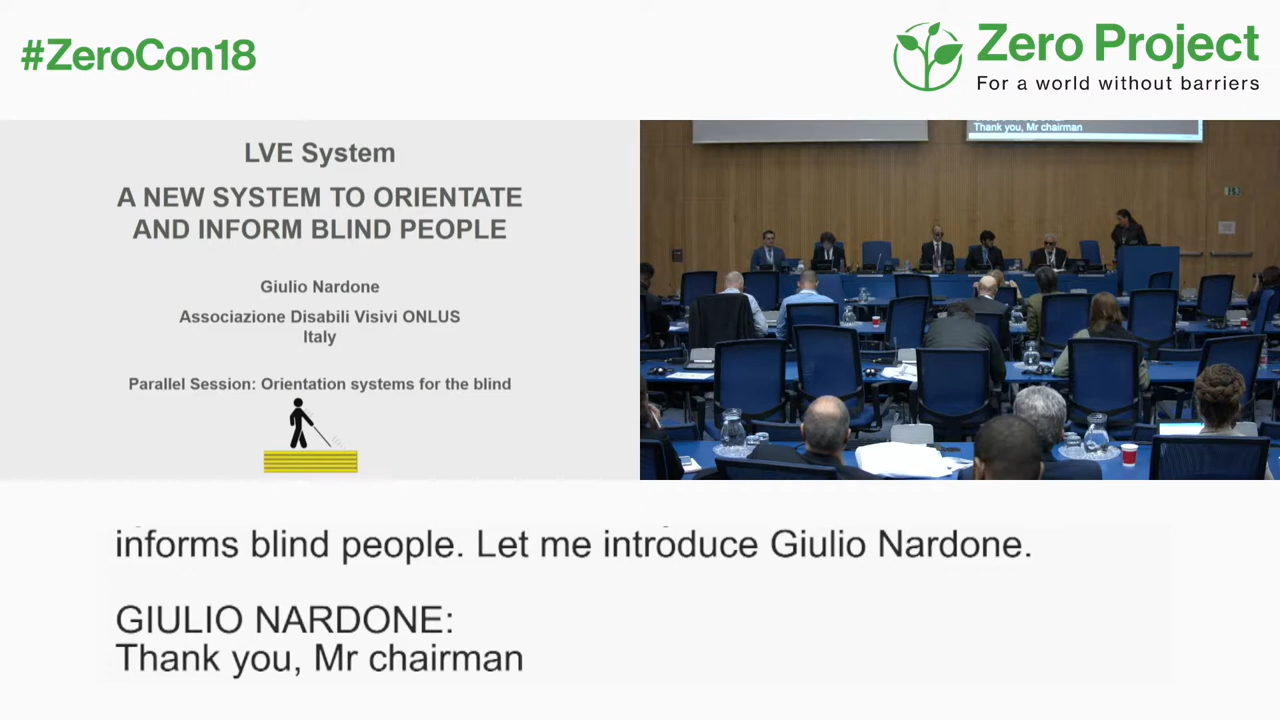 #ZeroCon18
Zero Project
For a world without barriers
LVE System
A NEW SYSTEM TO ORIENTATE
AND INFORM BLIND PEOPLE
Giulio Nardone
Associazione Disabili Visivi ONLUS
Italy
Parallel Session: Orientation systems for the blind
Thank you, Mr chairman
informs blind people. Let me introduce Giulio Nardone.
GIULIO NARDONE:
Thank you, Mr chairman